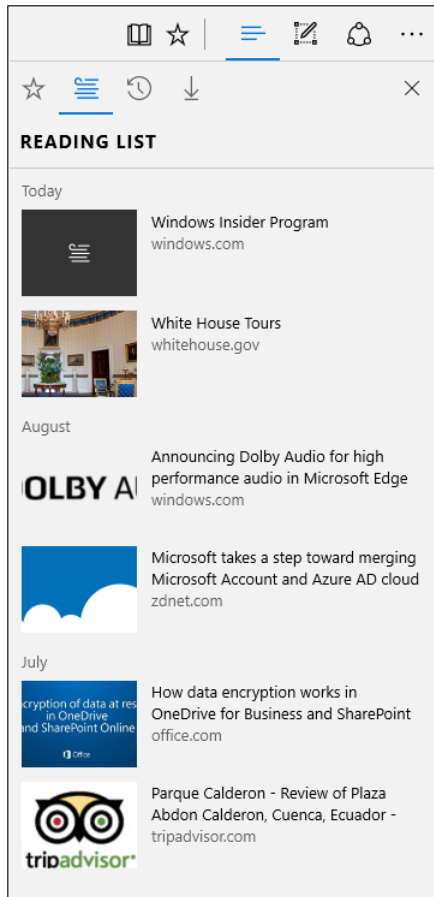 READING LIST
Today
Windows Insider Program
windows.com
White House Tours
whitehouse.gov
August
OLBY AU
Announcing Dolby Audio for high
performance audio in Microsoft Edge
windows.com
Microsoft takes a step toward merging
Microsoft Account and Azure AD cloud
zdnet.com
July
cryption of data at res
in OneDrive
and SharePoint Online
Office
How data encryption works in
OneDrive for Business and SharePoint
office.com
tripadvisor
Parque Calderon - Review of Plaza
Abdon Calderon, Cuenca, Ecuador -
tripadvisor.com